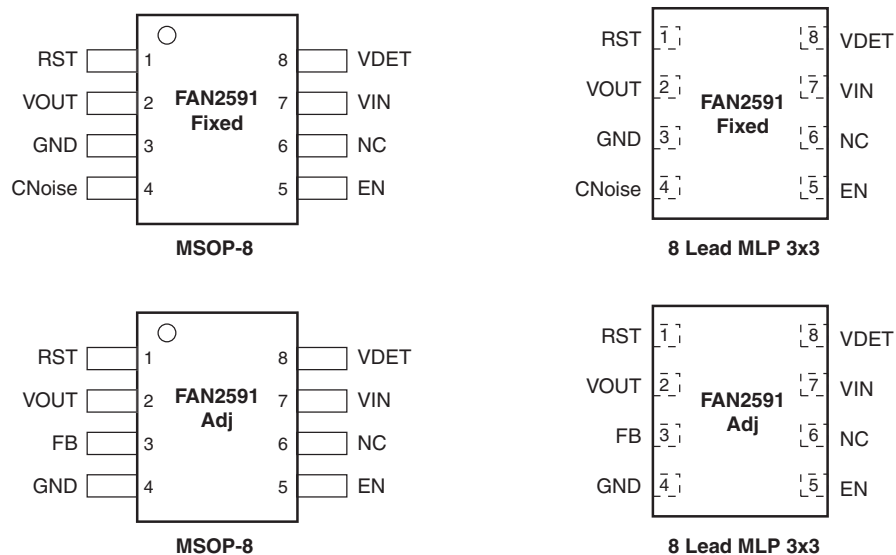 RST 1 8 VDET
VOUT 2 FAN2591 7 VIN
Fixed
GND 3 6 NC
CNoise 4 5 EN
MSOP-8
RST 1 8 VDET
VOUT 2 FAN2591 7 VIN
Fixed
GND 3 6 NC
CNoise 4 5 EN
8 Lead MLP 3x3
RST 1 8 VDET
VOUT 2 FAN2591 7 VIN
Adj
FB 3 6 NC
GND 4 5 EN
MSOP-8
RST 1 8 VDET
VOUT 2 FAN2591 7 VIN
Adj
FB 3 6 NC
GND 4 5 EN
8 Lead MLP 3x3